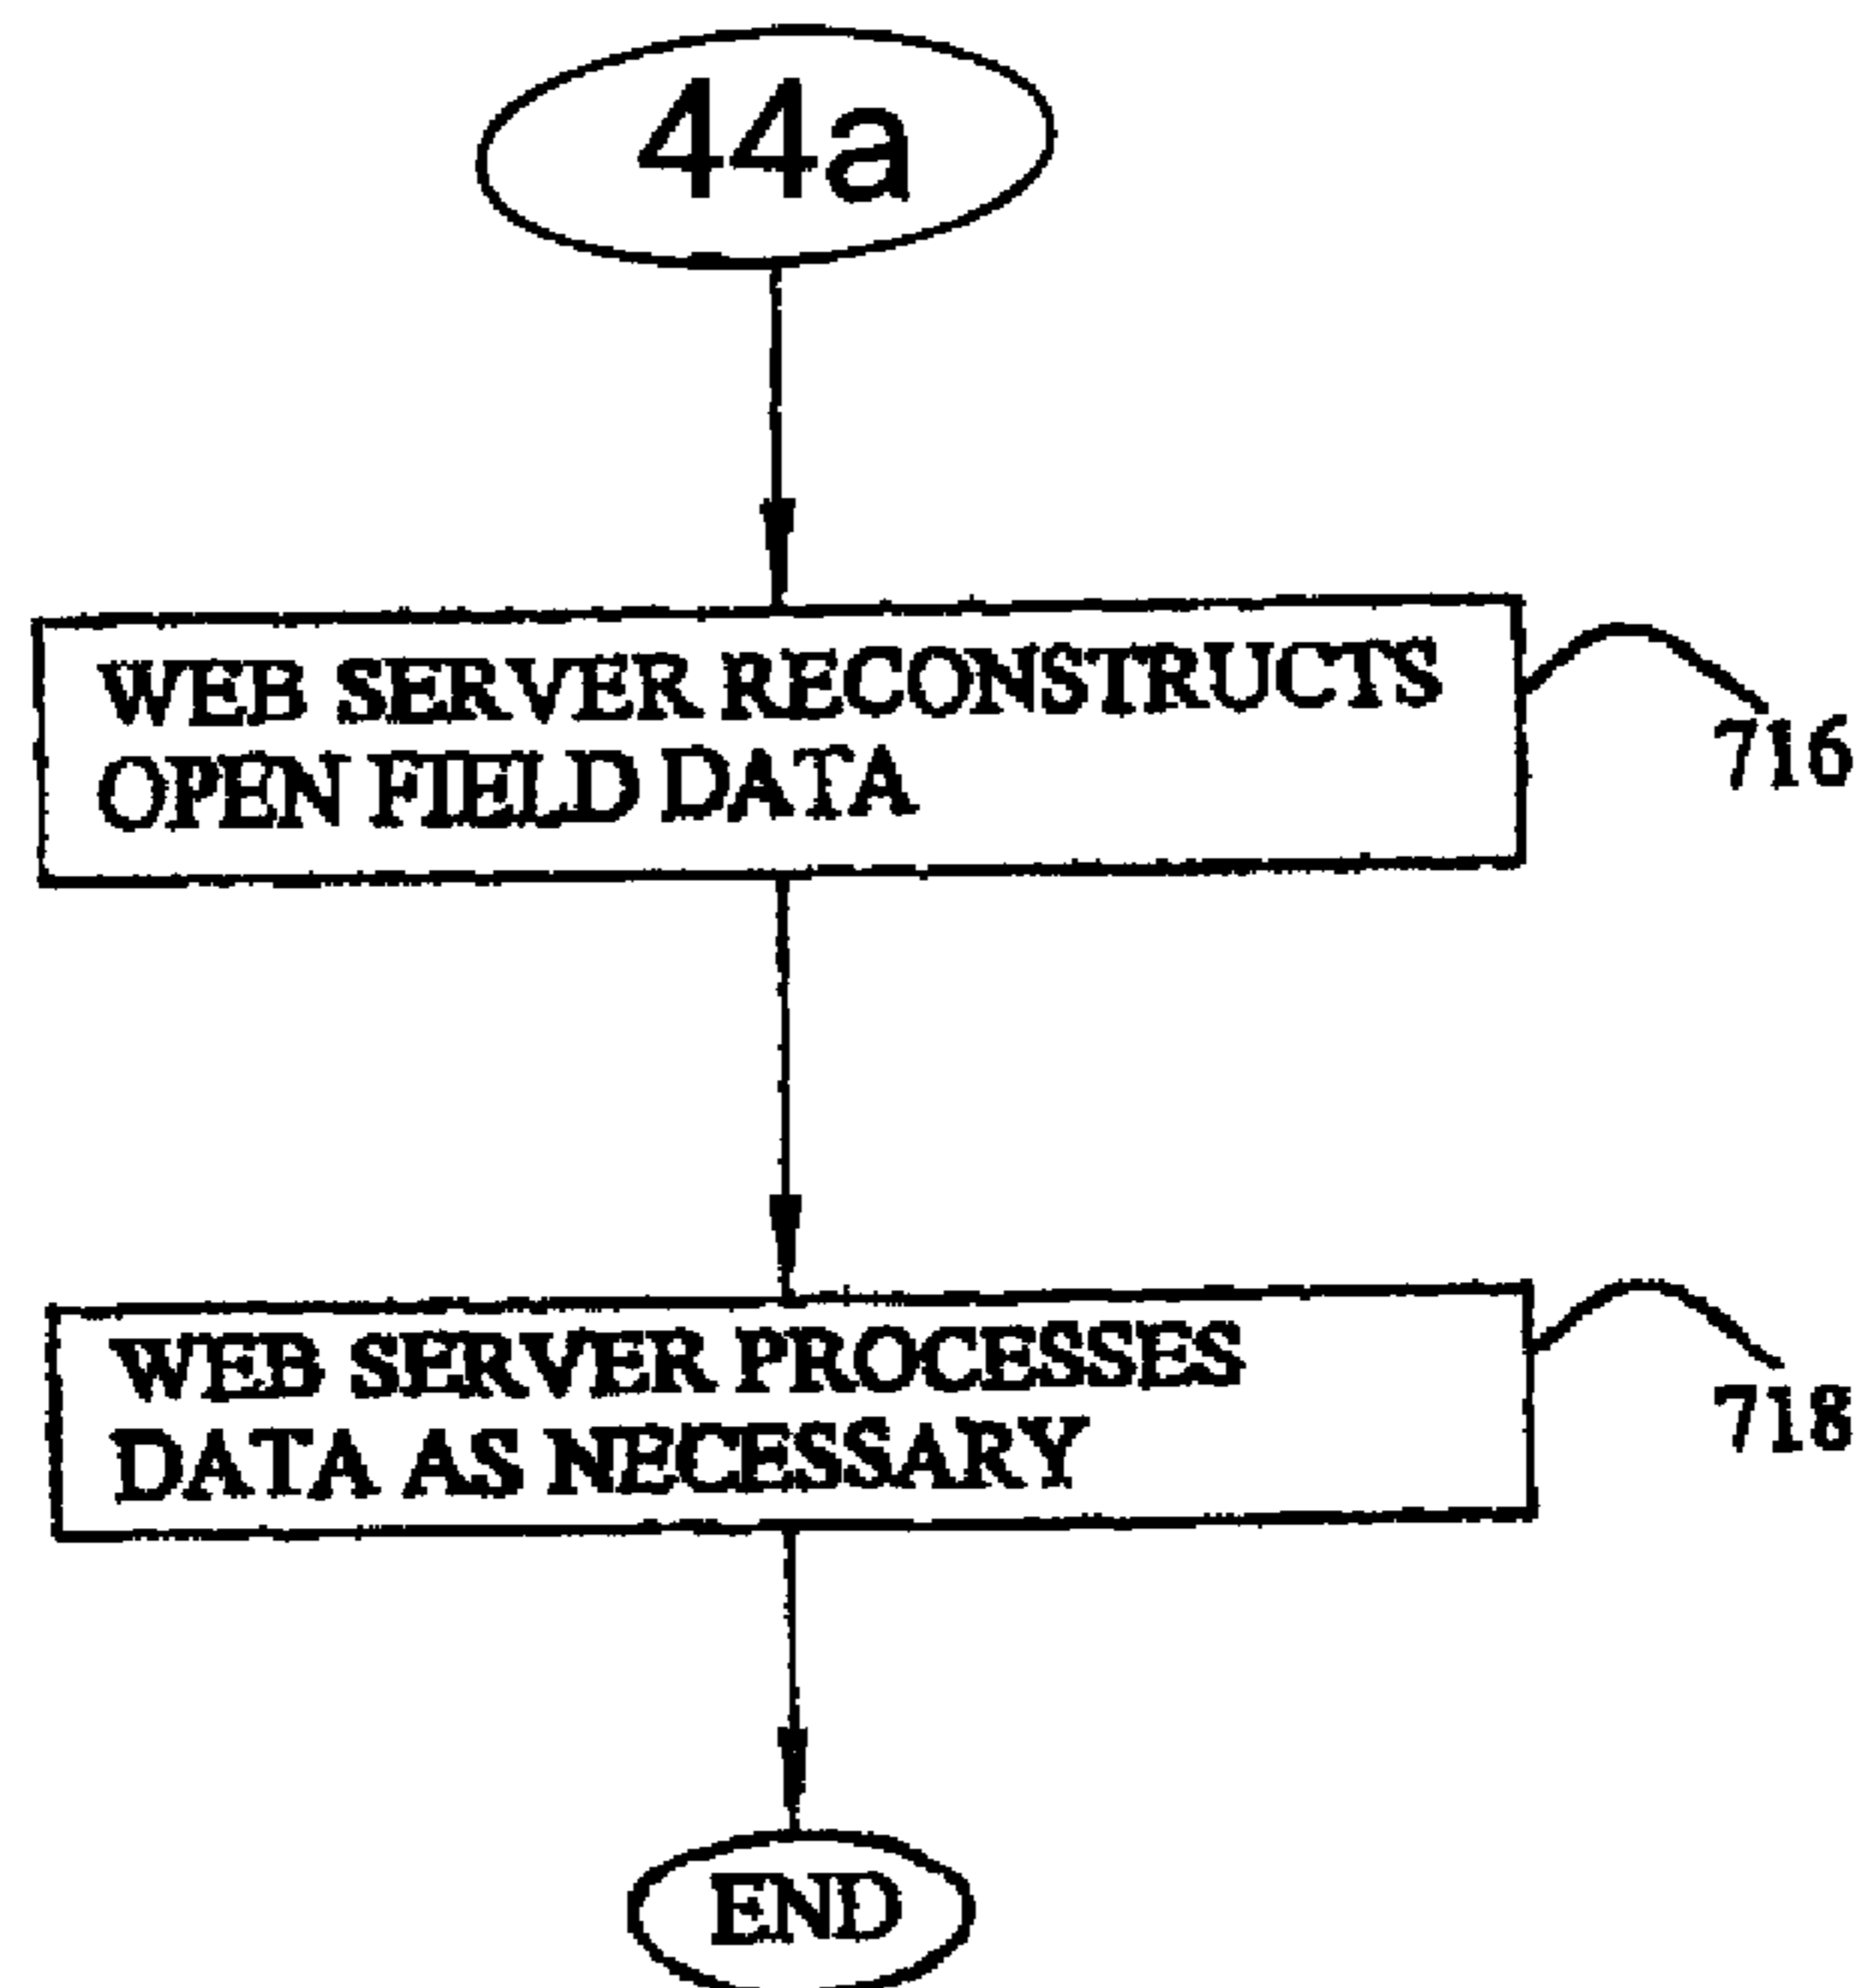 44a
WEB SERVER RECONSTRUCTS
OPEN FIELD DATA
716
WEB SERVER PROCESSES
DATA AS NECESSARY
718
END